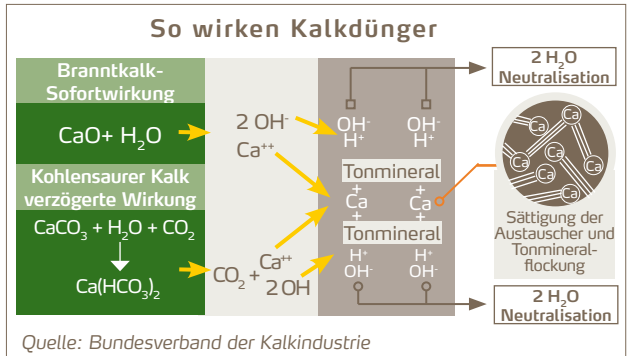 So wirken Kalkdünger
Branntkalk-
Sofortwirkung
CaO+ H₂O
Kohlensaurer Kalk
verzögerte Wirkung
CaCO₃ + H₂O + CO₂
Ca(HCO₃)₂
2 OH⁻
Ca⁺⁺
CO₂ + Ca⁺⁺
2 OH
OH⁻ OH⁻
H⁺ H⁺
Tonmineral
+ +
Ca Ca
+ +
Tonmineral
H⁺ H⁺
OH⁻ OH⁻
2 H₂O
Neutralisation
Ca Ca
Ca Ca
Ca Ca
Sättigung der
Austauscher und
Tonmineral-
flockung
2 H₂O
Neutralisation
Quelle: Bundesverband der Kalkindustrie